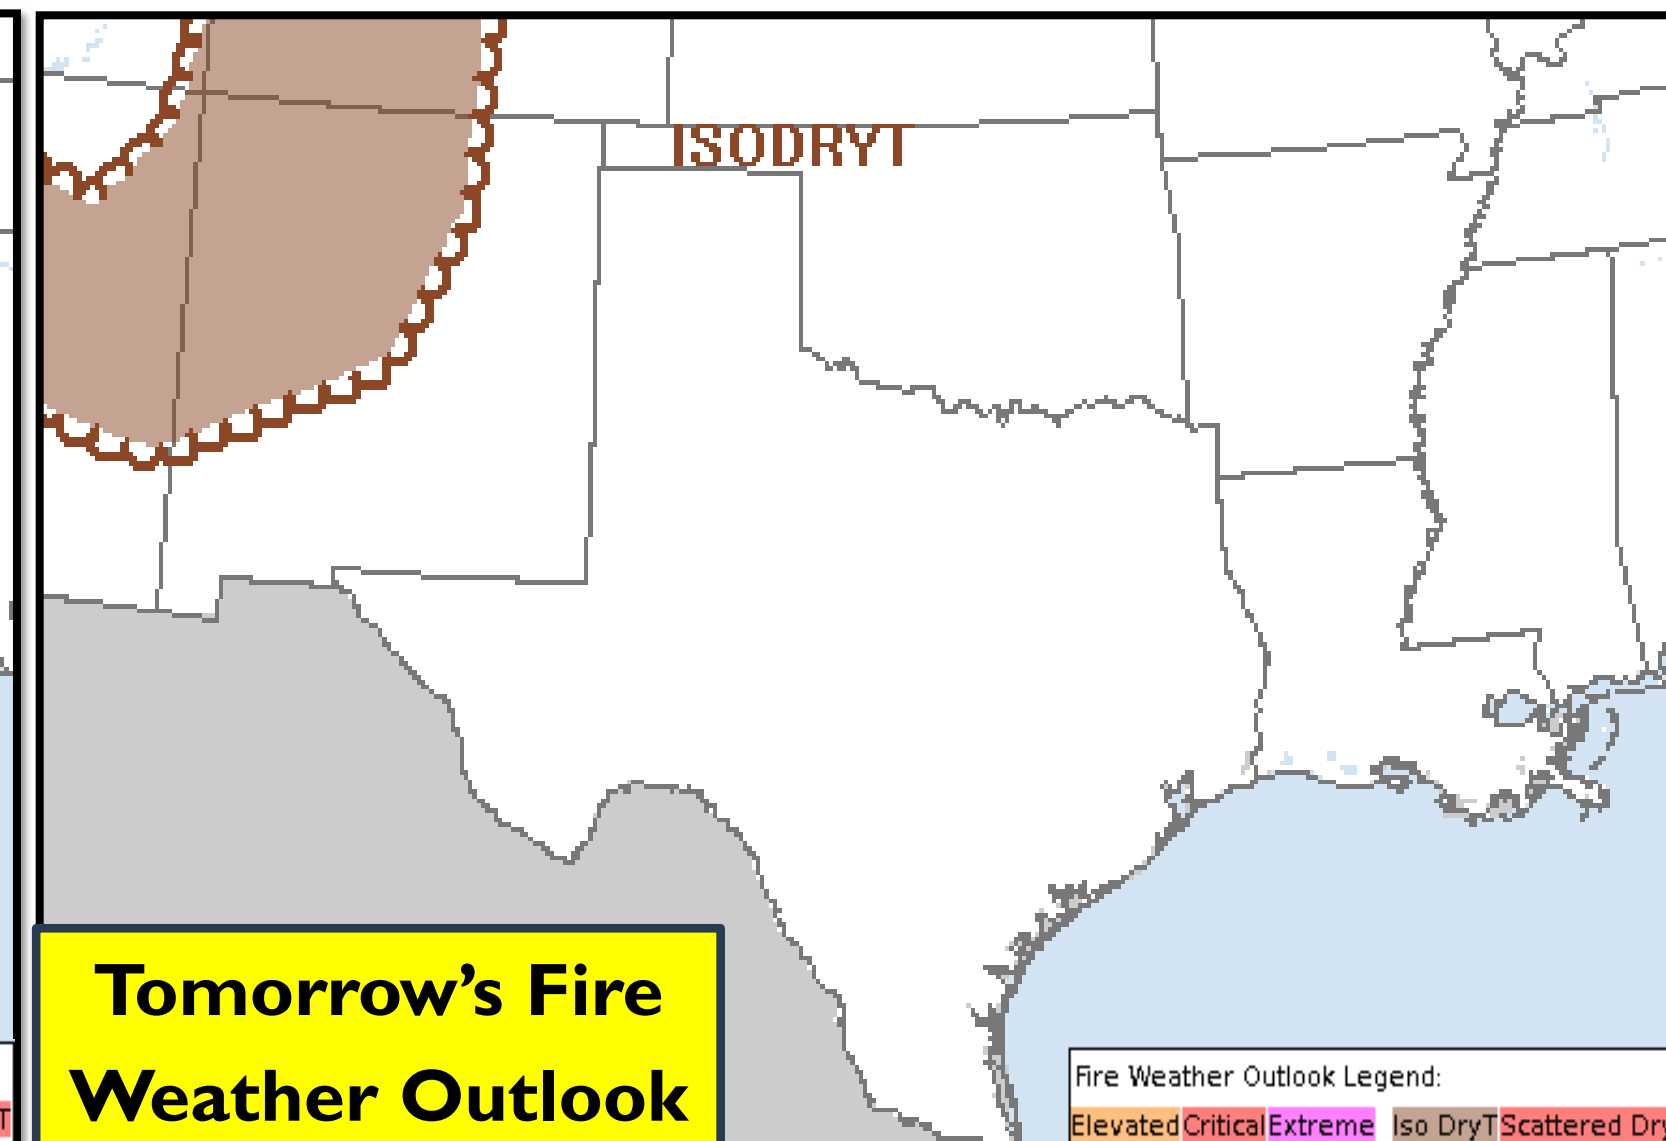 ISODRYT
Tomorrow’s Fire
Weather Outlook
Fire Weather Outlook Legend:
Elevated Critical Extreme Iso DryT Scattered Dry
T